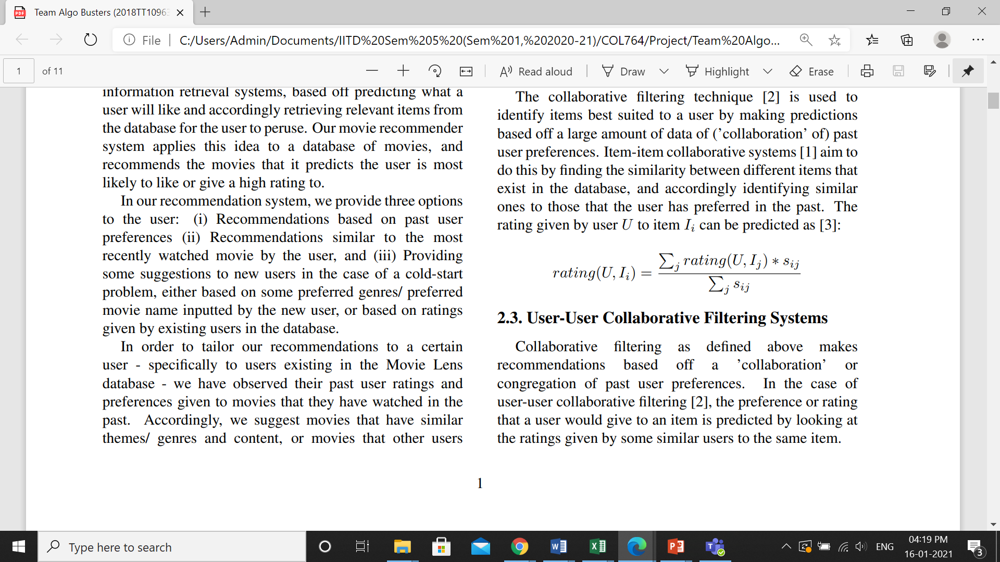 Team Algo Busters (2018TT1096
File
C:/Users/Admin/Documents/IITD%20Sem%205%20(Sem%201,%202020-21)/COL764/Project/Team%20Algo...
1 of 11
Read aloud
Draw
Highlight
Erase
information retrieval systems, based off predicting what a
user will like and accordingly retrieving relevant items from
the database for the user to peruse. Our movie recommender
system applies this idea to a database of movies, and
recommends the movies that it predicts the user is most
likely to like or give a high rating to.
In our recommendation system, we provide three options
to the user: (i) Recommendations based on past user
preferences (ii) Recommendations similar to the most
recently watched movie by the user, and (iii) Providing
some suggestions to new users in the case of a cold-start
problem, either based on some preferred genres/ preferred
movie name inputted by the new user, or based on ratings
given by existing users in the database.
In order to tailor our recommendations to a certain
user - specifically to users existing in the Movie Lens
database - we have observed their past user ratings and
preferences given to movies that they have watched in the
past. Accordingly, we suggest movies that have similar
themes/ genres and content, or movies that other users
The collaborative filtering technique [2] is used to
identify items best suited to a user by making predictions
based off a large amount of data of ('collaboration' of) past
user preferences. Item-item collaborative systems [1] aim to
do this by finding the similarity between different items that
exist in the database, and accordingly identifying similar
ones to those that the user has preferred in the past. The
rating given by user U to item I_i can be predicted as [3]:
rating(U, I_i) = ∑_j rating(U, I_j) * s_ij / ∑_j s_ij
2.3. User-User Collaborative Filtering Systems
Collaborative filtering as defined above makes
recommendations based off a 'collaboration' or
congregation of past user preferences. In the case of
user-user collaborative filtering [2], the preference or rating
that a user would give to an item is predicted by looking at
the ratings given by some similar users to the same item.
1
Type here to search
ENG
04:19 PM
16-01-2021
3